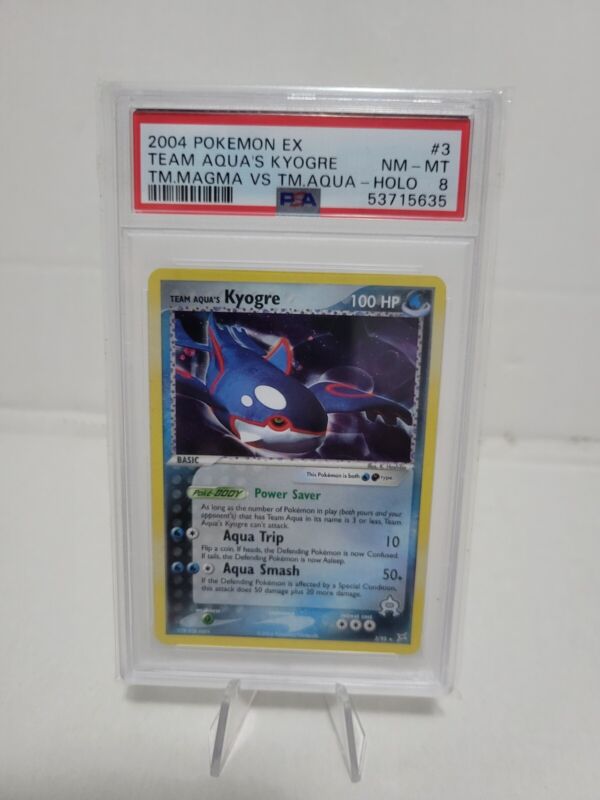 2004 POKEMON EX #3
TEAM AQUA'S KYOGRE NM-MT
TM.MAGMA VS TM.AQUA-HOLO 8
PSA 53715635
TEAM AQUA'S Kyogre 100 HP
BASIC
This Pokémon is both type.
Poké-BODY Power Saver
As long as the number of Pokémon in play (both yours and your
opponent's) that has Team Aqua in its name is 3 or less, Team
Aqua's Kyogre can't attack.
Aqua Trip 10
Flip a coin. If heads, the Defending Pokémon is now Confused.
If tails, the Defending Pokémon is now Asleep.
Aqua Smash 50+
If the Defending Pokémon is affected by a Special Condition,
this attack does 50 damage plus 20 more damage.
weakness
retreat cost
3/95